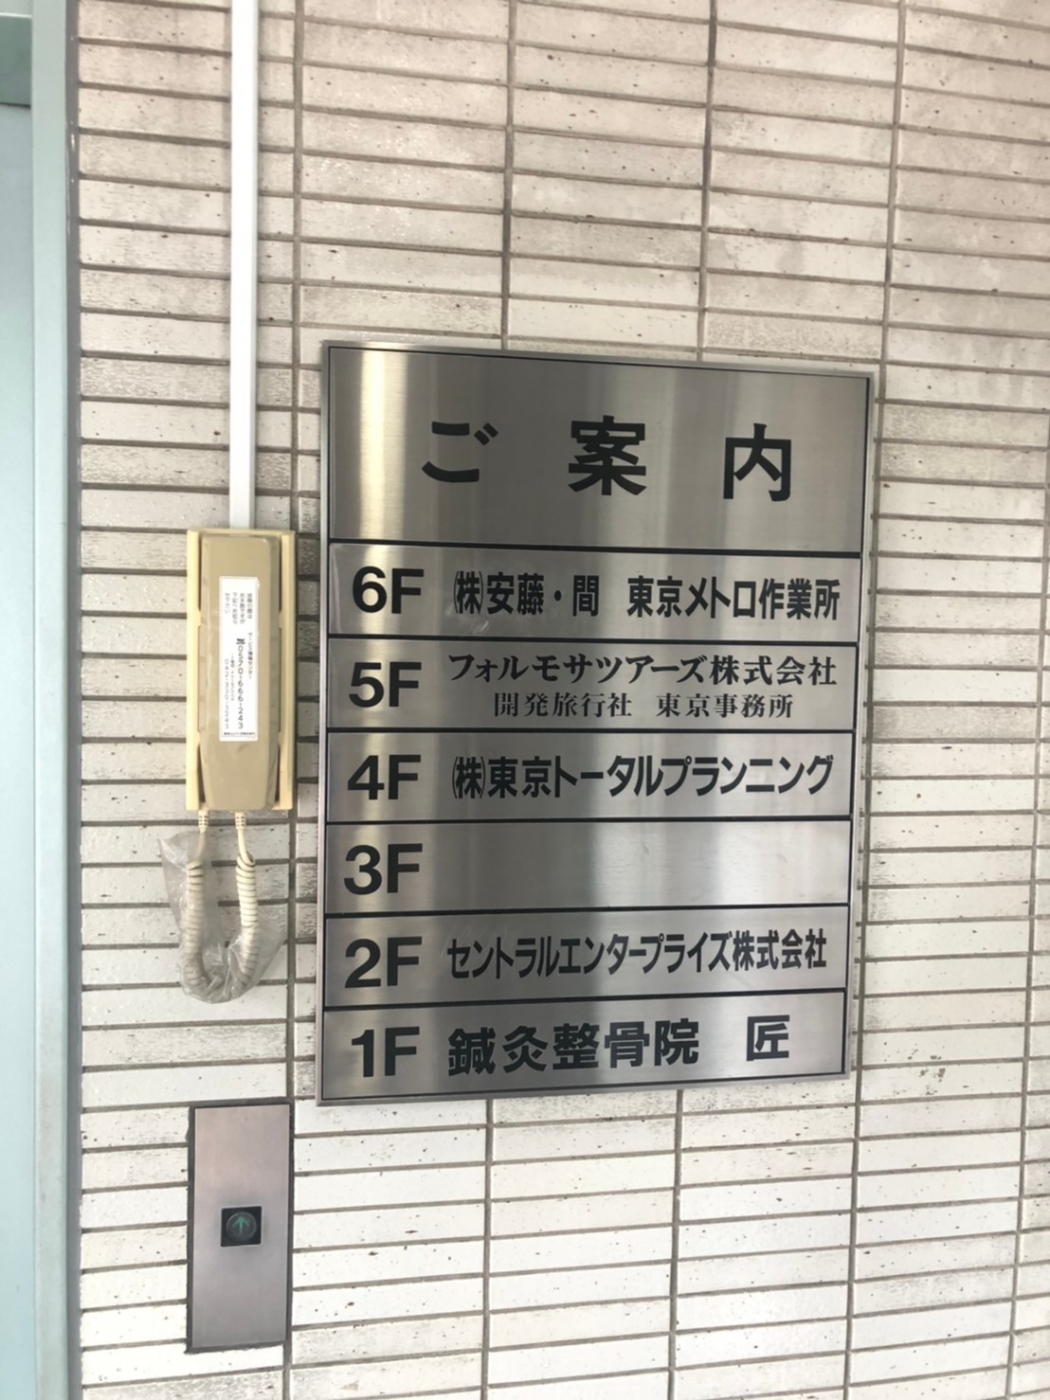 ご案内
6F ㈱安藤・間 東京メトロ作業所
5F フォルモサツアーズ株式会社
開発旅行社 東京事務所
4F ㈱東京トータルプランニング
3F
2F セントラルエンタープライズ株式会社
1F 鍼灸整骨院 匠
0570-666-243